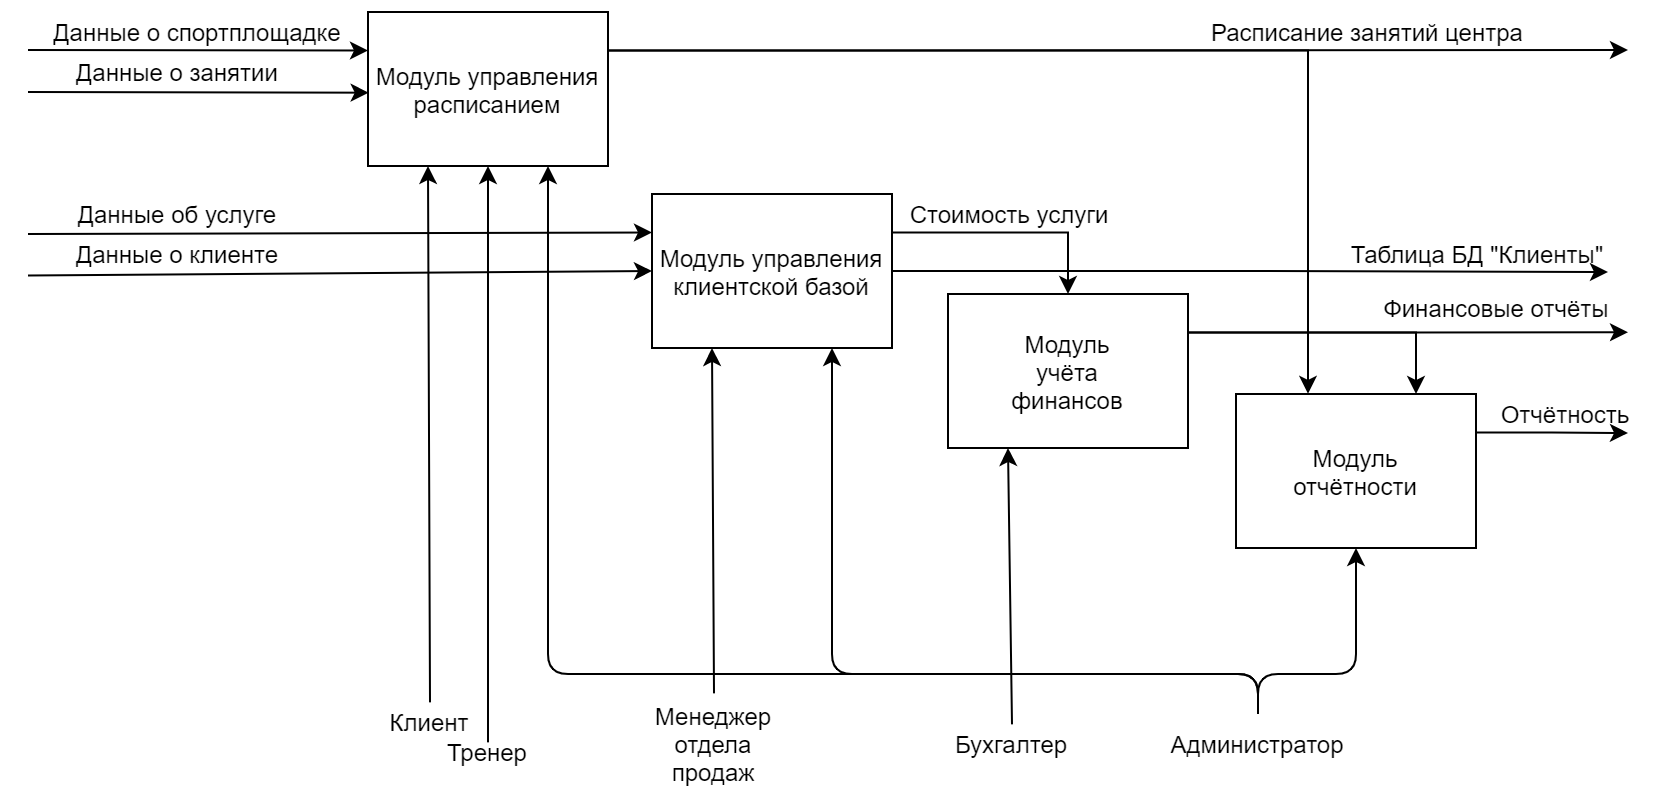 Данные о спортплощадке
Расписание занятий центра
Данные о занятии
Модуль управления
расписанием
Данные об услуге
Стоимость услуги
Данные о клиенте
Модуль управления
клиентской базой
Таблица БД "Клиенты"
Финансовые отчёты
Модуль
учёта
финансов
Отчётность
Модуль
отчётности
Клиент
Тренер
Менеджер
отдела
продаж
Бухгалтер
Администратор